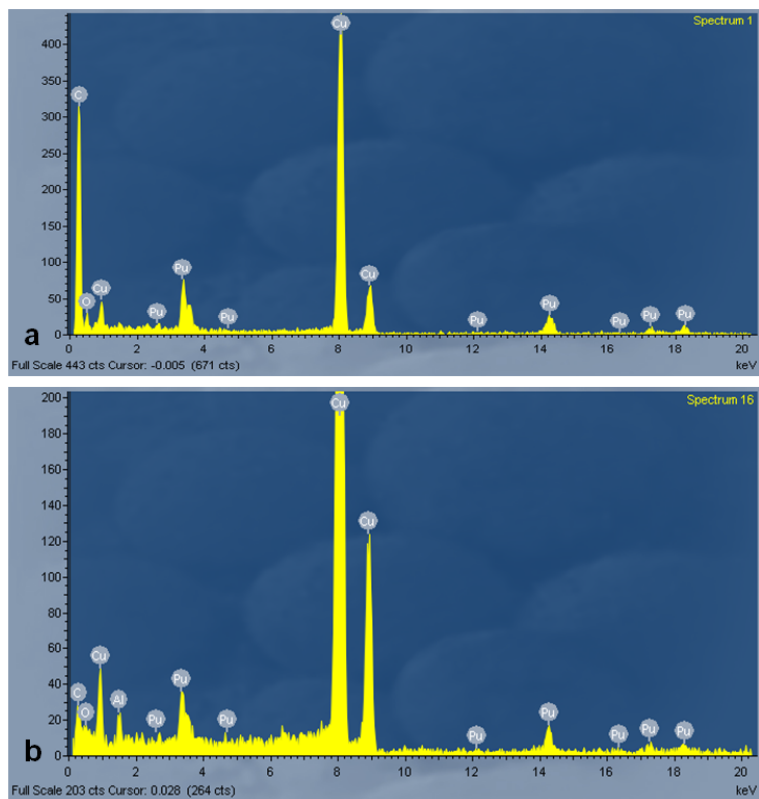 Spectrum 1
400
350
300
250
200
150
100
50
0
C O Cu Pu Pu Pu Cu Cu Pu Pu Pu Pu Pu
a
0 2 4 6 8 10 12 14 16 18 20
Full Scale 443 cts Cursor: -0.005 (671 cts) keV
Spectrum 16
200
180
160
140
120
100
80
60
40
20
0
C O Cu Al Pu Pu Pu Cu Cu Pu Pu Pu Pu Pu
b
0 2 4 6 8 10 12 14 16 18 20
Full Scale 203 cts Cursor: 0.028 (264 cts) keV